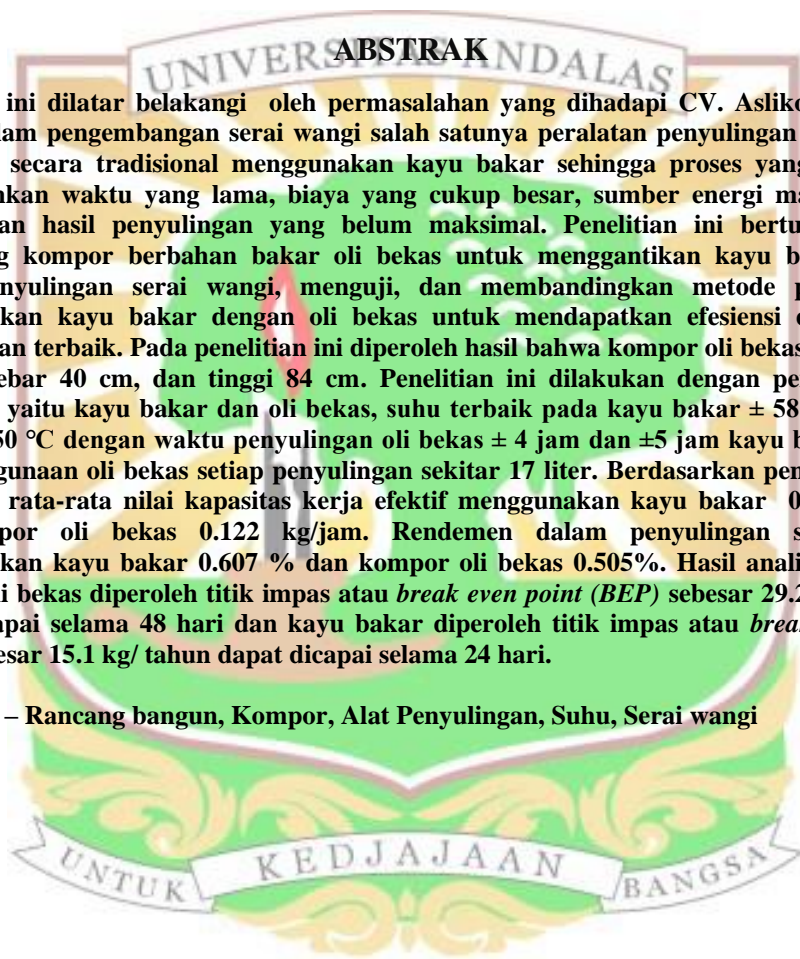 UNIVERSITAS ANDALAS
ABSTRAK
ini dilatar belakangi oleh permasalahan yang dihadapi CV. Asliko
lam pengembangan serai wangi salah satunya peralatan penyulingan
secara tradisional menggunakan kayu bakar sehingga proses yang
hkan waktu yang lama, biaya yang cukup besar, sumber energi ma
an hasil penyulingan yang belum maksimal. Penelitian ini bertu
g kompor berbahan bakar oli bekas untuk menggantikan kayu b
nyulingan serai wangi, menguji, dan membandingkan metode p
kan kayu bakar dengan oli bekas untuk mendapatkan efesiensi
an terbaik. Pada penelitian ini diperoleh hasil bahwa kompor oli bekas
ebar 40 cm, dan tinggi 84 cm. Penelitian ini dilakukan dengan pe
yaitu kayu bakar dan oli bekas, suhu terbaik pada kayu bakar ± 58
50 °C dengan waktu penyulingan oli bekas ± 4 jam dan ±5 jam kayu b
gunaan oli bekas setiap penyulingan sekitar 17 liter. Berdasarkan pen
rata-rata nilai kapasitas kerja efektif menggunakan kayu bakar 0
por oli bekas 0.122 kg/jam. Rendemen dalam penyulingan s
kan kayu bakar 0.607 % dan kompor oli bekas 0.505%. Hasil anali
i bekas diperoleh titik impas atau break even point (BEP) sebesar 29.2
apai selama 48 hari dan kayu bakar diperoleh titik impas atau brea
esar 15.1 kg/ tahun dapat dicapai selama 24 hari.
– Rancang bangun, Kompor, Alat Penyulingan, Suhu, Serai wangi
UNTUK KEDJAJAAN BANGSA